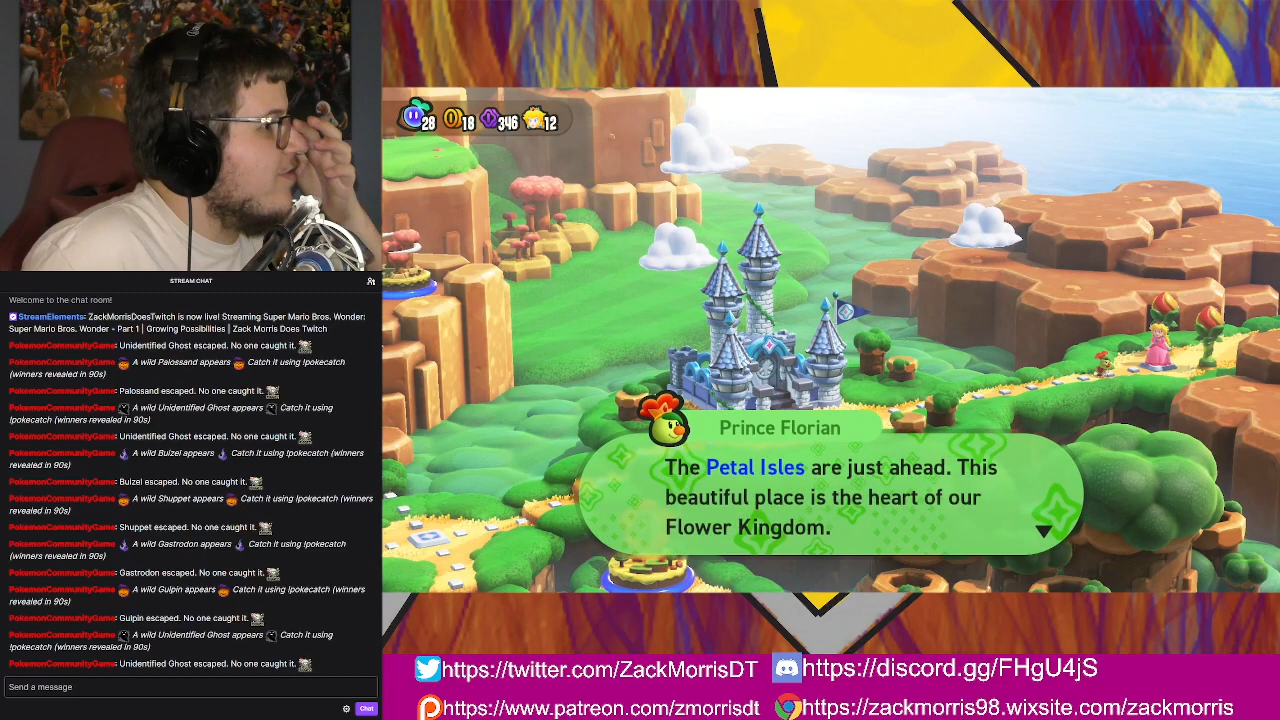 STREAM CHAT
Welcome to the chat room!
StreamElements: ZackMorrisDoesTwitch is now live! Streaming Super Mario Bros. Wonder:
Super Mario Bros. Wonder - Part 1 | Growing Possibilities | Zack Morris Does Twitch
PokemonCommunityGame: Unidentified Ghost escaped. No one caught it.
PokemonCommunityGame A wild Palossand appears Catch it using !pokecatch
(winners revealed in 90s)
PokemonCommunityGame: Palossand escaped. No one caught it.
PokemonCommunityGame A wild Unidentified Ghost appears Catch it using
!pokecatch (winners revealed in 90s)
PokemonCommunityGame: Unidentified Ghost escaped. No one caught it.
PokemonCommunityGame A wild Buizel appears Catch it using !pokecatch (winners
revealed in 90s)
PokemonCommunityGame: Buizel escaped. No one caught it.
PokemonCommunityGame A wild Shuppet appears Catch it using !pokecatch (winners
revealed in 90s)
PokemonCommunityGame: Shuppet escaped. No one caught it.
PokemonCommunityGame A wild Gastrodon appears Catch it using !pokecatch
(winners revealed in 90s)
PokemonCommunityGame: Gastrodon escaped. No one caught it.
PokemonCommunityGame A wild Gulpin appears Catch it using !pokecatch (winners
revealed in 90s)
PokemonCommunityGame: Gulpin escaped. No one caught it.
PokemonCommunityGame A wild Unidentified Ghost appears Catch it using
!pokecatch (winners revealed in 90s)
PokemonCommunityGame: Unidentified Ghost escaped. No one caught it.
Send a message
Chat
28 18 346 12
Prince Florian
The Petal Isles are just ahead. This
beautiful place is the heart of our
Flower Kingdom.
https://twitter.com/ZackMorrisDT https://discord.gg/FHgU4jS
https://www.patreon.com/zmorrisdt https://zackmorris98.wixsite.com/zackmorris